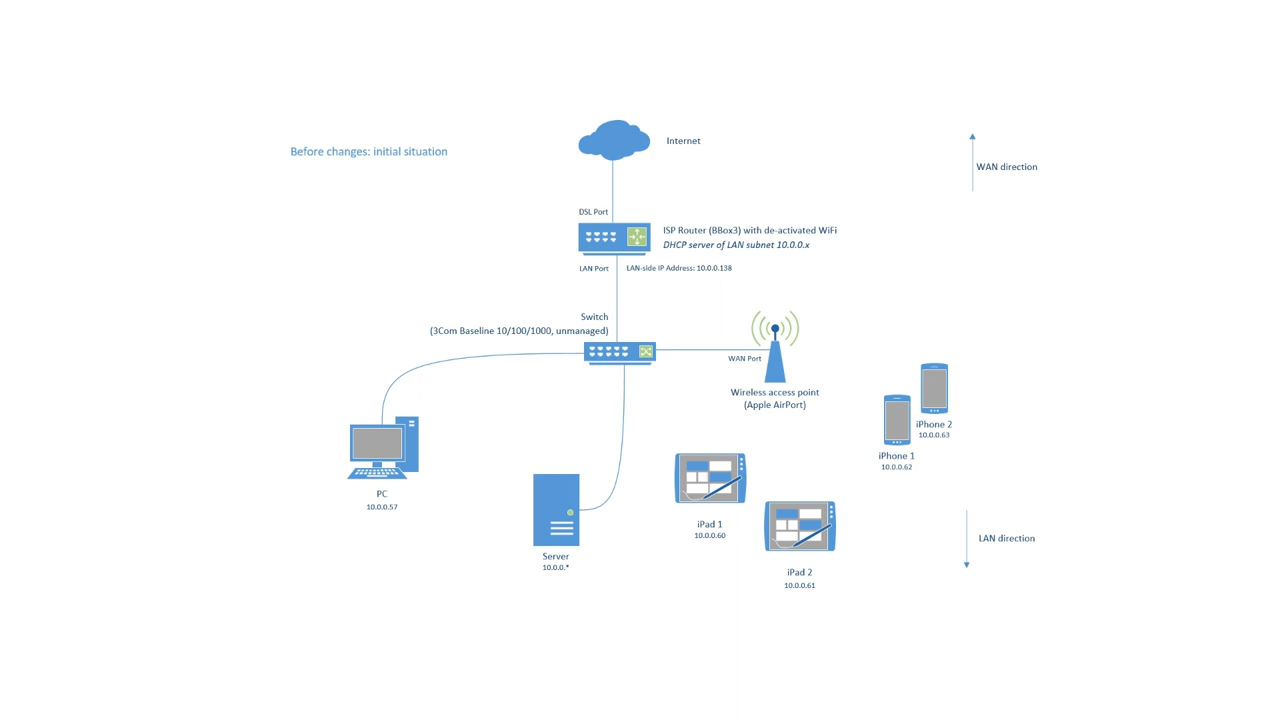 Before changes: initial situation
Internet
WAN direction
DSL Port
ISP Router (BBox3) with de-activated WiFi
DHCP server of LAN subnet 10.0.0.x
LAN Port
LAN-side IP Address: 10.0.0.138
Switch
(3Com Baseline 10/100/1000, unmanaged)
WAN Port
Wireless access point
(Apple AirPort)
iPhone 2
10.0.0.63
iPhone 1
10.0.0.62
PC
10.0.0.57
iPad 1
10.0.0.60
LAN direction
Server
10.0.0.*
iPad 2
10.0.0.61